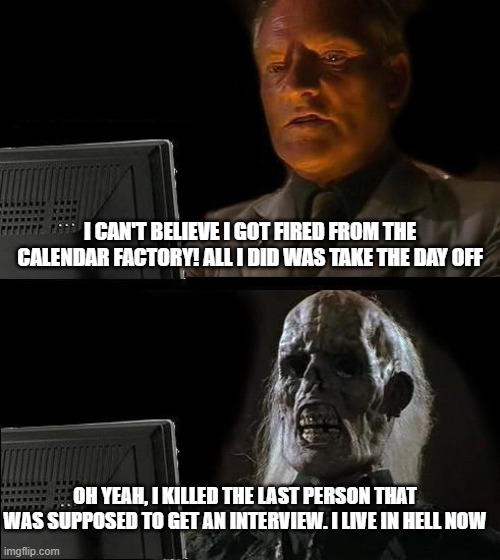 I CAN'T BELIEVE I GOT FIRED FROM THE
CALENDAR FACTORY! ALL I DID WAS TAKE THE DAY OFF
OH YEAH, I KILLED THE LAST PERSON THAT
WAS SUPPOSED TO GET AN INTERVIEW. I LIVE IN HELL NOW
imgflip.com